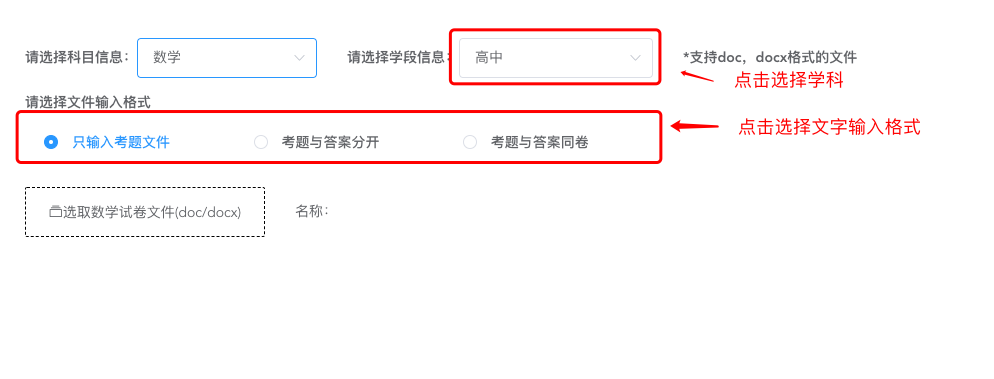 请选择科目信息： 数学 请选择学段信息： 高中 *支持doc，docx格式的文件
点击选择学科
请选择文件输入格式
点击选择文字输入格式
只输入考题文件 考题与答案分开 考题与答案同卷
选取数学试卷文件(doc/docx) 名称：